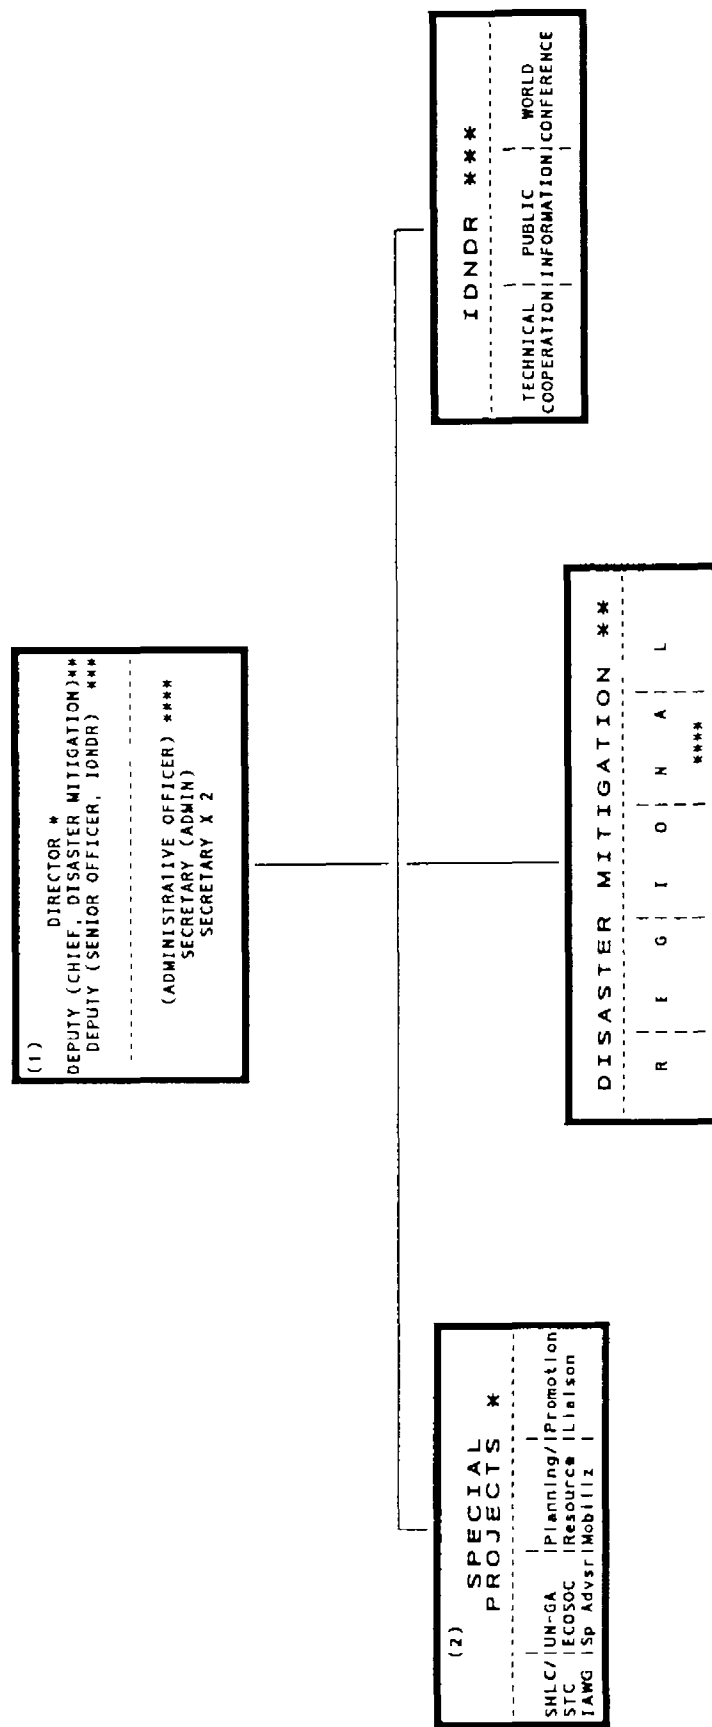 (1)
DIRECTOR *
DEPUTY (CHIEF, DISASTER MITIGATION)**
DEPUTY (SENIOR OFFICER, IDNDR) ***
(ADMINISTRATIVE OFFICER) ****
SECRETARY (ADMIN)
SECRETARY X 2
(2)
SPECIAL
PROJECTS *
SHLC/|UN-GA |Planning/|Promotion
STC |ECOSOC |Resource |Liaison
IAWG |Sp Advsr|Mobiliz |
DISASTER MITIGATION **
R | E | G | I | O | N | A | L
****
IDNDR ***
TECHNICAL | PUBLIC | WORLD
COOPERATION|INFORMATION|CONFERENCE